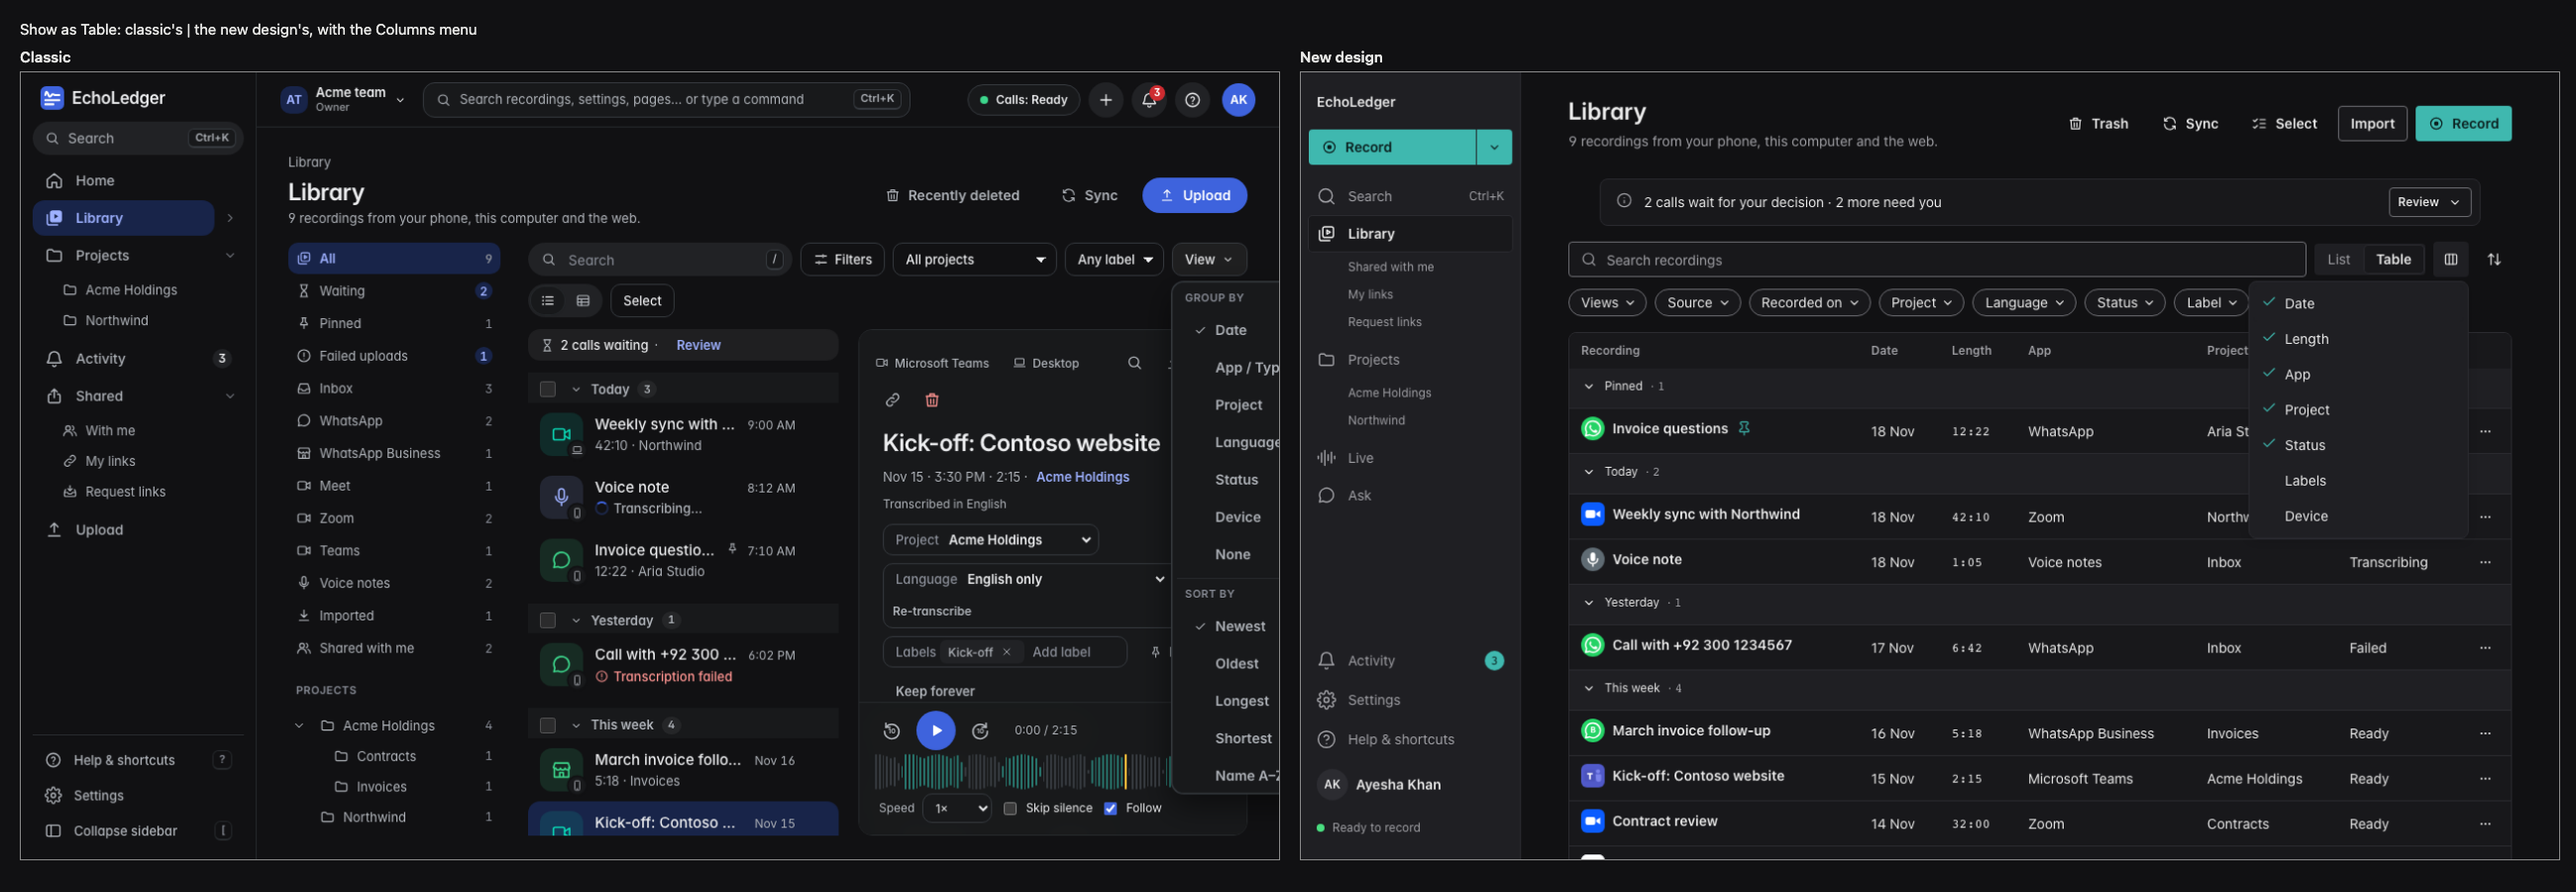 Show as Table: classic's | the new design's, with the Columns menu
Classic
EchoLedger
Search Ctrl+K
Home
Library
Projects
Acme Holdings
Northwind
Activity 3
Shared
With me
My links
Request links
Upload
Help & shortcuts ?
Settings
Collapse sidebar [
AT Acme team
Owner
Search recordings, settings, pages... or type a command Ctrl+K
Calls: Ready
3
AK
Library
Library
9 recordings from your phone, this computer and the web.
Recently deleted
Sync
Upload
All 9
Waiting 2
Pinned 1
Failed uploads 1
Inbox 3
WhatsApp 2
WhatsApp Business 1
Meet 1
Zoom 2
Teams 1
Voice notes 2
Imported 1
Shared with me 2
PROJECTS
Acme Holdings 4
Contracts 1
Invoices 1
Northwind 1
Search /
Filters
All projects
Any label
View
Select
2 calls waiting · Review
Today 3
Weekly sync with ... 9:00 AM
42:10 · Northwind
Voice note 8:12 AM
Transcribing...
Invoice questio... 7:10 AM
12:22 · Aria Studio
Yesterday 1
Call with +92 300 ... 6:02 PM
Transcription failed
This week 4
March invoice follo... Nov 16
5:18 · Invoices
Kick-off: Contoso ... Nov 15
Microsoft Teams Desktop
Kick-off: Contoso website
Nov 15 · 3:30 PM · 2:15 · Acme Holdings
Transcribed in English
Project Acme Holdings
Language English only
Re-transcribe
Labels Kick-off × Add label
Keep forever
0:00 / 2:15
Speed 1× Skip silence Follow
GROUP BY
Date
App / Typ
Project
Language
Status
Device
None
SORT BY
Newest
Oldest
Longest
Shortest
Name A–Z
New design
EchoLedger
Record
Search Ctrl+K
Library
Shared with me
My links
Request links
Projects
Acme Holdings
Northwind
Live
Ask
Activity 3
Settings
Help & shortcuts
AK Ayesha Khan
Ready to record
Library
9 recordings from your phone, this computer and the web.
Trash
Sync
Select
Import
Record
2 calls wait for your decision · 2 more need you
Review
Search recordings
List Table
Views
Source
Recorded on
Project
Language
Status
Label
Date
Length
App
Project
Status
Labels
Device
Recording Date Length App Project
Pinned · 1
Invoice questions 18 Nov 12:22 WhatsApp Aria St ...
Today · 2
Weekly sync with Northwind 18 Nov 42:10 Zoom Northw ...
Voice note 18 Nov 1:05 Voice notes Inbox Transcribing ...
Yesterday · 1
Call with +92 300 1234567 17 Nov 6:42 WhatsApp Inbox Failed ...
This week · 4
March invoice follow-up 16 Nov 5:18 WhatsApp Business Invoices Ready ...
Kick-off: Contoso website 15 Nov 2:15 Microsoft Teams Acme Holdings Ready ...
Contract review 14 Nov 32:00 Zoom Contracts Ready ...